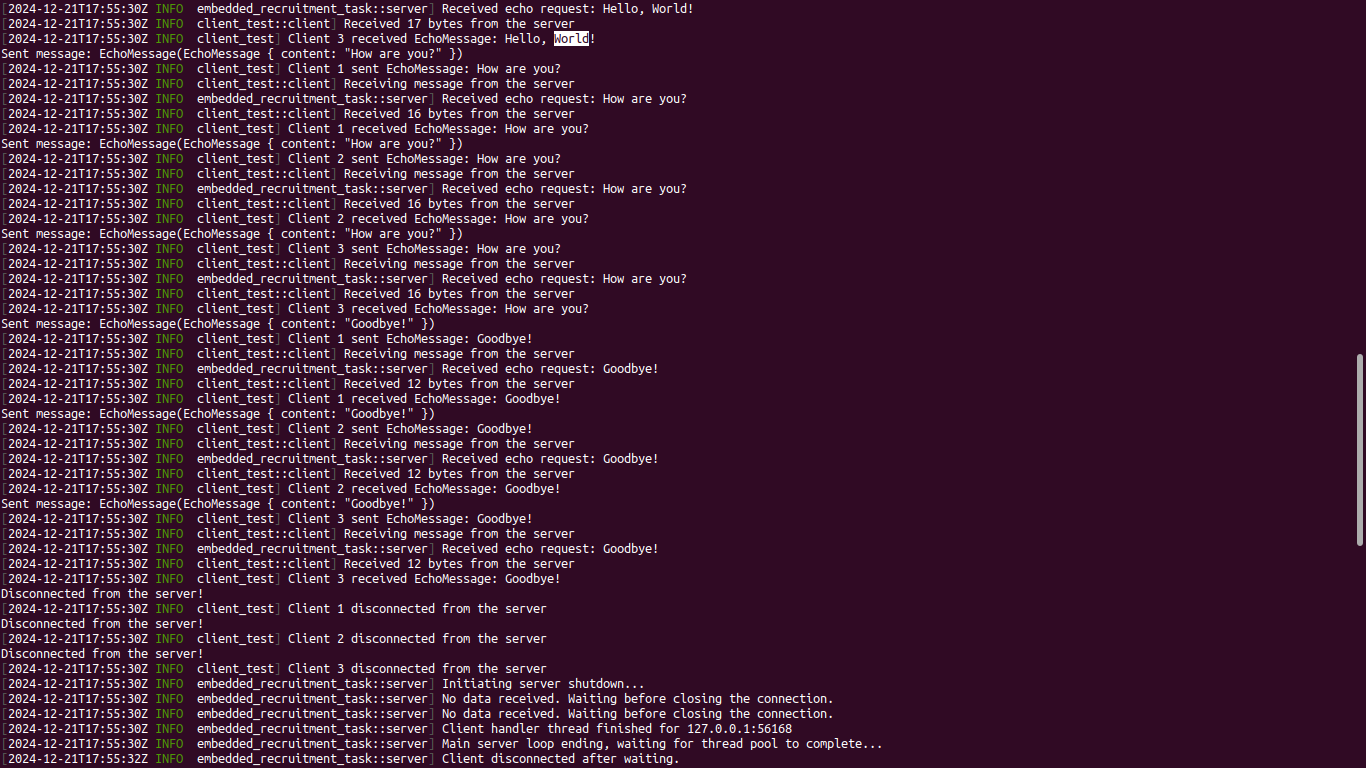 [2024-12-21T17:55:30Z INFO  embedded_recruitment_task::server] Received echo request: Hello, World!
[2024-12-21T17:55:30Z INFO  client_test::client] Received 17 bytes from the server
[2024-12-21T17:55:30Z INFO  client_test] Client 3 received EchoMessage: Hello, World!
Sent message: EchoMessage(EchoMessage { content: "How are you?" })
[2024-12-21T17:55:30Z INFO  client_test] Client 1 sent EchoMessage: How are you?
[2024-12-21T17:55:30Z INFO  client_test::client] Receiving message from the server
[2024-12-21T17:55:30Z INFO  embedded_recruitment_task::server] Received echo request: How are you?
[2024-12-21T17:55:30Z INFO  client_test::client] Received 16 bytes from the server
[2024-12-21T17:55:30Z INFO  client_test] Client 1 received EchoMessage: How are you?
Sent message: EchoMessage(EchoMessage { content: "How are you?" })
[2024-12-21T17:55:30Z INFO  client_test] Client 2 sent EchoMessage: How are you?
[2024-12-21T17:55:30Z INFO  client_test::client] Receiving message from the server
[2024-12-21T17:55:30Z INFO  embedded_recruitment_task::server] Received echo request: How are you?
[2024-12-21T17:55:30Z INFO  client_test::client] Received 16 bytes from the server
[2024-12-21T17:55:30Z INFO  client_test] Client 2 received EchoMessage: How are you?
Sent message: EchoMessage(EchoMessage { content: "How are you?" })
[2024-12-21T17:55:30Z INFO  client_test] Client 3 sent EchoMessage: How are you?
[2024-12-21T17:55:30Z INFO  client_test::client] Receiving message from the server
[2024-12-21T17:55:30Z INFO  embedded_recruitment_task::server] Received echo request: How are you?
[2024-12-21T17:55:30Z INFO  client_test::client] Received 16 bytes from the server
[2024-12-21T17:55:30Z INFO  client_test] Client 3 received EchoMessage: How are you?
Sent message: EchoMessage(EchoMessage { content: "Goodbye!" })
[2024-12-21T17:55:30Z INFO  client_test] Client 1 sent EchoMessage: Goodbye!
[2024-12-21T17:55:30Z INFO  client_test::client] Receiving message from the server
[2024-12-21T17:55:30Z INFO  embedded_recruitment_task::server] Received echo request: Goodbye!
[2024-12-21T17:55:30Z INFO  client_test::client] Received 12 bytes from the server
[2024-12-21T17:55:30Z INFO  client_test] Client 1 received EchoMessage: Goodbye!
Sent message: EchoMessage(EchoMessage { content: "Goodbye!" })
[2024-12-21T17:55:30Z INFO  client_test] Client 2 sent EchoMessage: Goodbye!
[2024-12-21T17:55:30Z INFO  client_test::client] Receiving message from the server
[2024-12-21T17:55:30Z INFO  embedded_recruitment_task::server] Received echo request: Goodbye!
[2024-12-21T17:55:30Z INFO  client_test::client] Received 12 bytes from the server
[2024-12-21T17:55:30Z INFO  client_test] Client 2 received EchoMessage: Goodbye!
Sent message: EchoMessage(EchoMessage { content: "Goodbye!" })
[2024-12-21T17:55:30Z INFO  client_test] Client 3 sent EchoMessage: Goodbye!
[2024-12-21T17:55:30Z INFO  client_test::client] Receiving message from the server
[2024-12-21T17:55:30Z INFO  embedded_recruitment_task::server] Received echo request: Goodbye!
[2024-12-21T17:55:30Z INFO  client_test::client] Received 12 bytes from the server
[2024-12-21T17:55:30Z INFO  client_test] Client 3 received EchoMessage: Goodbye!
Disconnected from the server!
[2024-12-21T17:55:30Z INFO  client_test] Client 1 disconnected from the server
Disconnected from the server!
[2024-12-21T17:55:30Z INFO  client_test] Client 2 disconnected from the server
Disconnected from the server!
[2024-12-21T17:55:30Z INFO  client_test] Client 3 disconnected from the server
[2024-12-21T17:55:30Z INFO  embedded_recruitment_task::server] Initiating server shutdown...
[2024-12-21T17:55:30Z INFO  embedded_recruitment_task::server] No data received. Waiting before closing the connection.
[2024-12-21T17:55:30Z INFO  embedded_recruitment_task::server] No data received. Waiting before closing the connection.
[2024-12-21T17:55:30Z INFO  embedded_recruitment_task::server] Client handler thread finished for 127.0.0.1:56168
[2024-12-21T17:55:30Z INFO  embedded_recruitment_task::server] Main server loop ending, waiting for thread pool to complete...
[2024-12-21T17:55:32Z INFO  embedded_recruitment_task::server] Client disconnected after waiting.